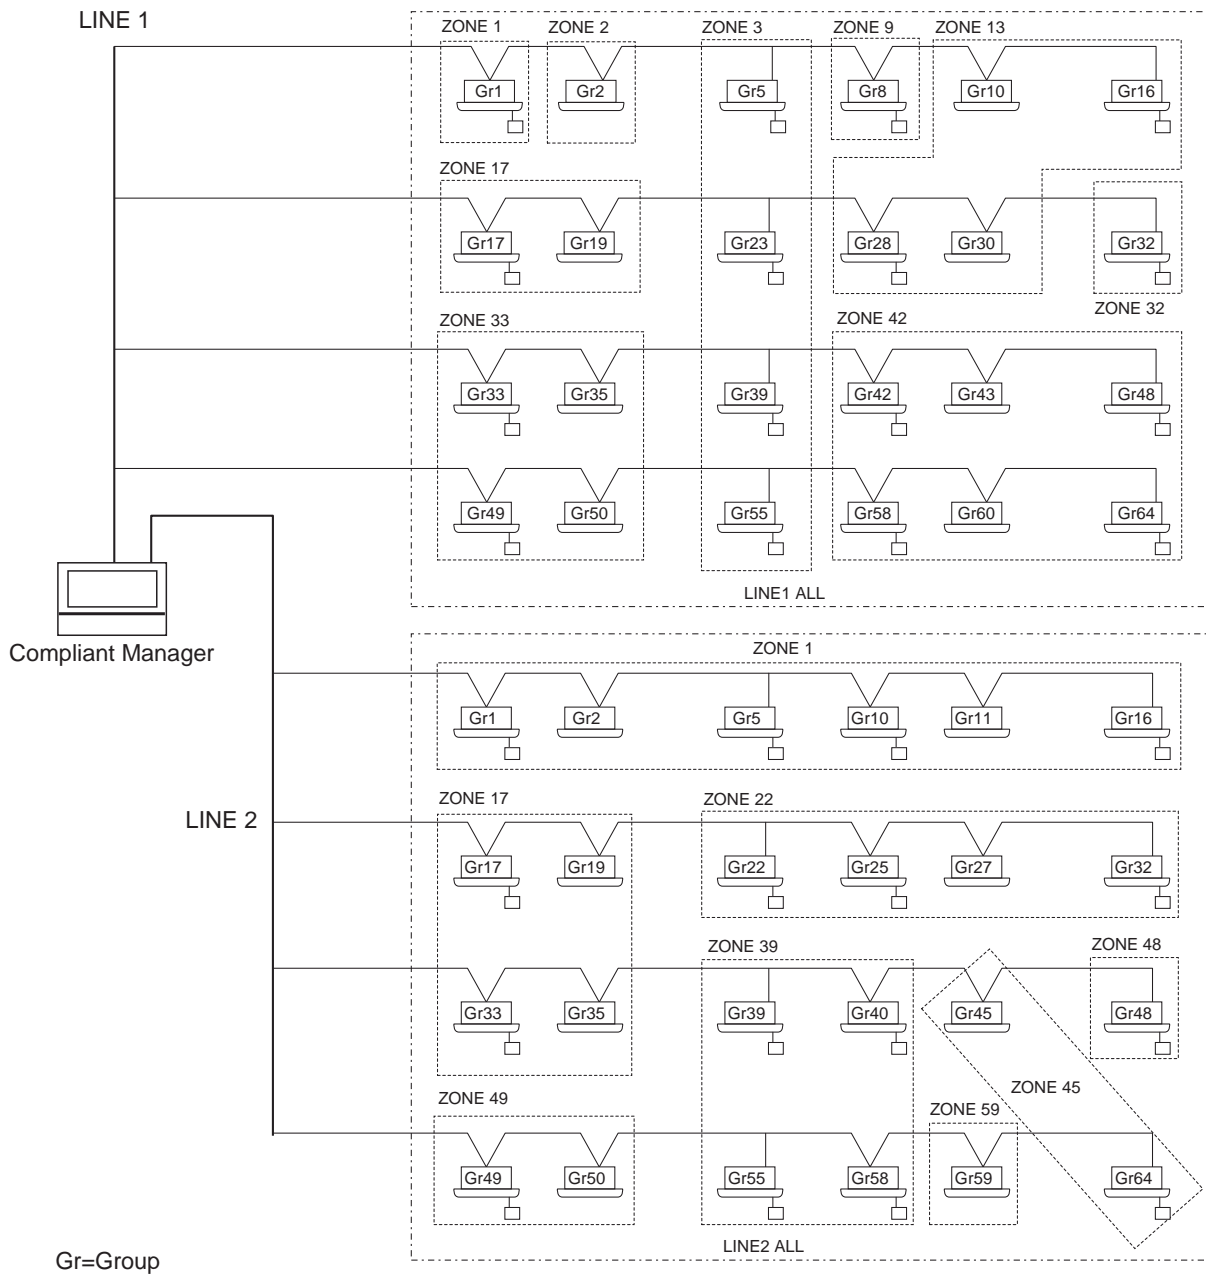 LINE 1
ZONE 1 ZONE 2 ZONE 3 ZONE 9 ZONE 13
Gr1 Gr2 Gr5 Gr8 Gr10 Gr16
ZONE 17
Gr17 Gr19 Gr23 Gr28 Gr30 Gr32
ZONE 32
ZONE 33 ZONE 42
Gr33 Gr35 Gr39 Gr42 Gr43 Gr48
Gr49 Gr50 Gr55 Gr58 Gr60 Gr64
LINE1 ALL
Compliant Manager
ZONE 1
Gr1 Gr2 Gr5 Gr10 Gr11 Gr16
ZONE 17 ZONE 22
LINE 2
Gr17 Gr19 Gr22 Gr25 Gr27 Gr32
ZONE 39 ZONE 48
Gr33 Gr35 Gr39 Gr40 Gr45 Gr48
ZONE 45
ZONE 49 ZONE 59
Gr49 Gr50 Gr55 Gr58 Gr59 Gr64
LINE2 ALL
Gr=Group